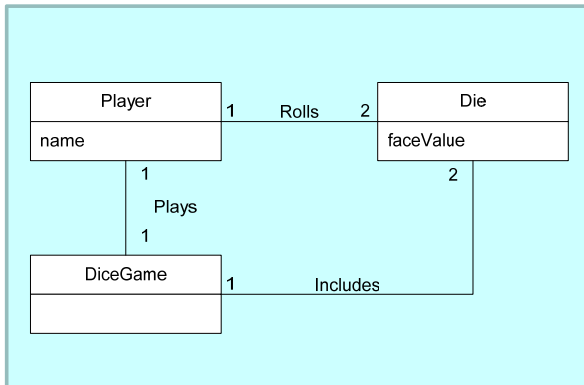 Player
Die
1 Rolls 2
name
faceValue
1
2
Plays
1
DiceGame
1
Includes